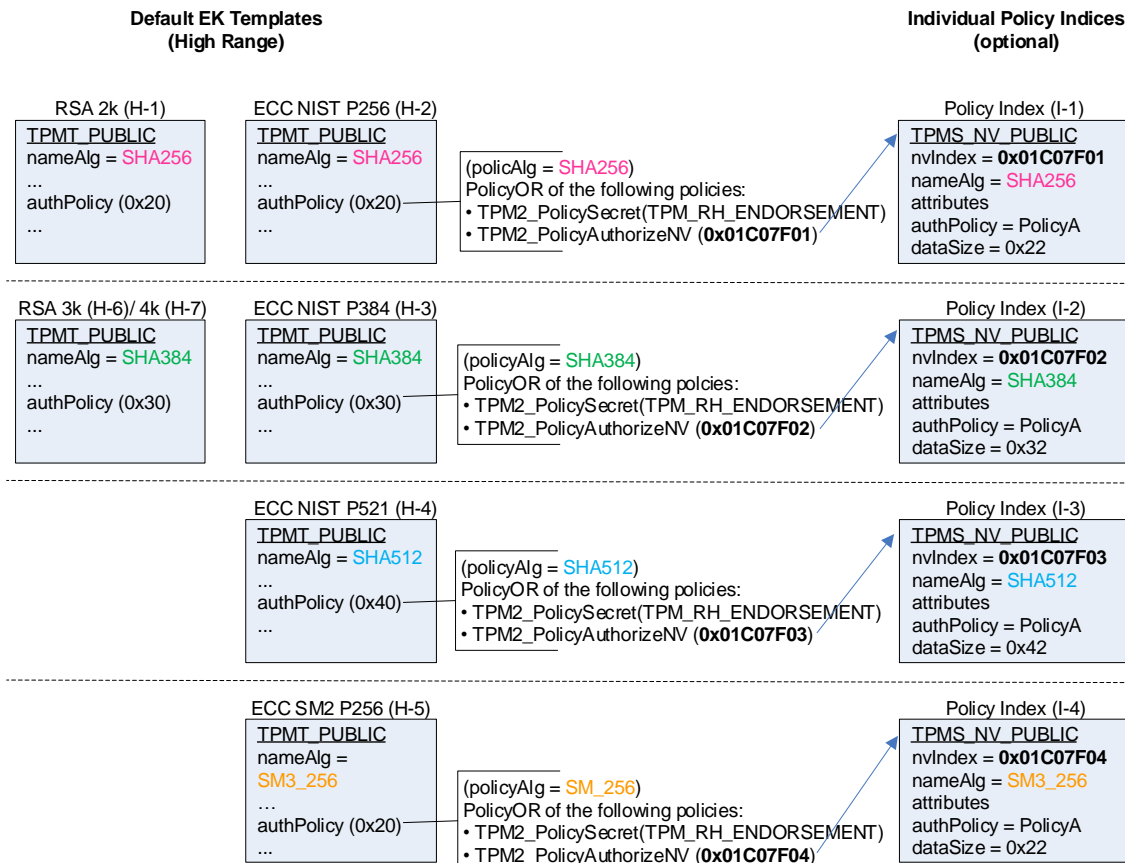 Default EK Templates
(High Range)
Individual Policy Indices
(optional)
RSA 2k (H-1)
TPMT_PUBLIC
nameAlg = SHA256
...
authPolicy (0x20)
...
ECC NIST P256 (H-2)
TPMT_PUBLIC
nameAlg = SHA256
...
authPolicy (0x20)
...
(policAlg = SHA256)
PolicyOR of the following policies:
• TPM2_PolicySecret(TPM_RH_ENDORSEMENT)
• TPM2_PolicyAuthorizeNV (0x01C07F01)
Policy Index (I-1)
TPMS_NV_PUBLIC
nvIndex = 0x01C07F01
nameAlg = SHA256
attributes
authPolicy = PolicyA
dataSize = 0x22
RSA 3k (H-6)/ 4k (H-7)
TPMT_PUBLIC
nameAlg = SHA384
...
authPolicy (0x30)
...
ECC NIST P384 (H-3)
TPMT_PUBLIC
nameAlg = SHA384
...
authPolicy (0x30)
...
(policyAlg = SHA384)
PolicyOR of the following polcies:
• TPM2_PolicySecret(TPM_RH_ENDORSEMENT)
• TPM2_PolicyAuthorizeNV (0x01C07F02)
Policy Index (I-2)
TPMS_NV_PUBLIC
nvIndex = 0x01C07F02
nameAlg = SHA384
attributes
authPolicy = PolicyA
dataSize = 0x32
ECC NIST P521 (H-4)
TPMT_PUBLIC
nameAlg = SHA512
...
authPolicy (0x40)
...
(policyAlg = SHA512)
PolicyOR of the following policies:
• TPM2_PolicySecret(TPM_RH_ENDORSEMENT)
• TPM2_PolicyAuthorizeNV (0x01C07F03)
Policy Index (I-3)
TPMS_NV_PUBLIC
nvIndex = 0x01C07F03
nameAlg = SHA512
attributes
authPolicy = PolicyA
dataSize = 0x42
ECC SM2 P256 (H-5)
TPMT_PUBLIC
nameAlg =
SM3_256
...
authPolicy (0x20)
...
(policyAlg = SM_256)
PolicyOR of the following policies:
• TPM2_PolicySecret(TPM_RH_ENDORSEMENT)
• TPM2_PolicyAuthorizeNV (0x01C07F04)
Policy Index (I-4)
TPMS_NV_PUBLIC
nvIndex = 0x01C07F04
nameAlg = SM3_256
attributes
authPolicy = PolicyA
dataSize = 0x22